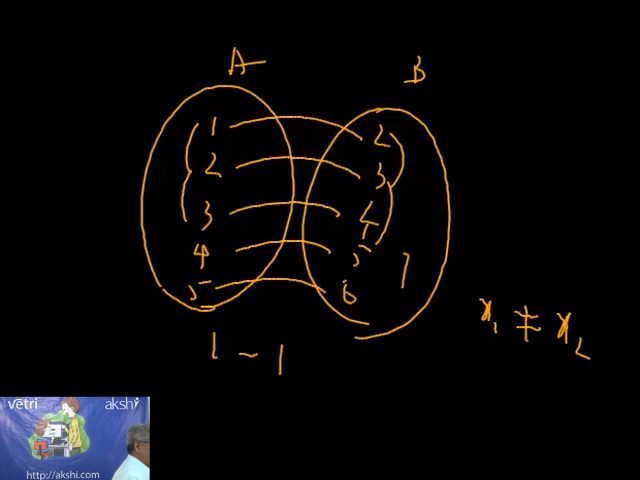 A B
1 2
2 3
3 4
4 5 7
5 6
1 - 1
x₁ ≠ x₂
vetri akshi
http://akshi.com